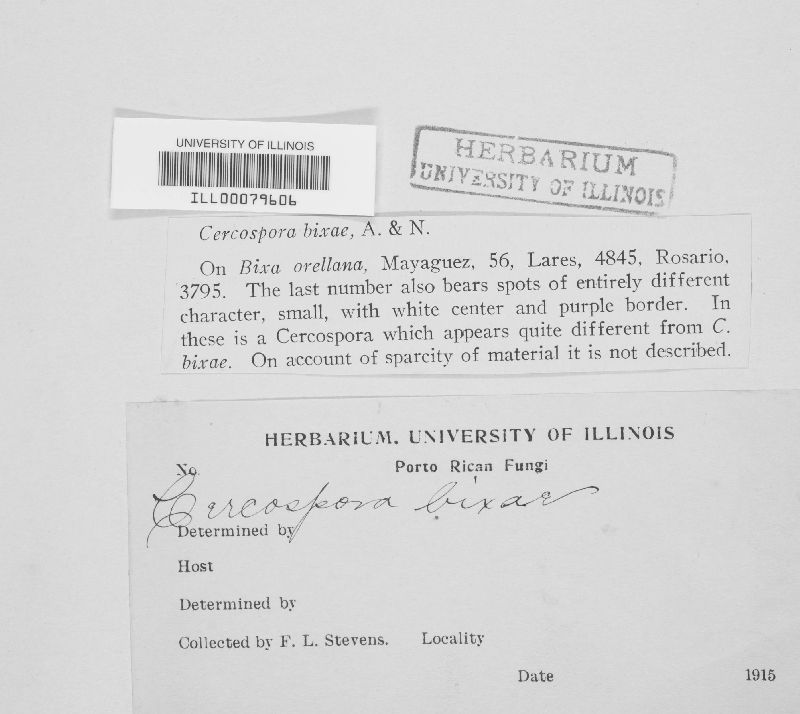 UNIVERSITY OF ILLINOIS
ILL00079606
HERBARIUM
UNIVERSITY OF ILLINOIS
Cercospora bixae, A. & N.
On Bixa orellana, Mayaguez, 56, Lares, 4845, Rosario,
3795. The last number also bears spots of entirely different
character, small, with white center and purple border. In
these is a Cercospora which appears quite different from C.
bixae. On account of sparcity of material it is not described.
HERBARIUM, UNIVERSITY OF ILLINOIS
No. Porto Rican Fungi
Cercospora bixae
Determined by
Host
Determined by
Collected by F. L. Stevens. Locality
Date 1915